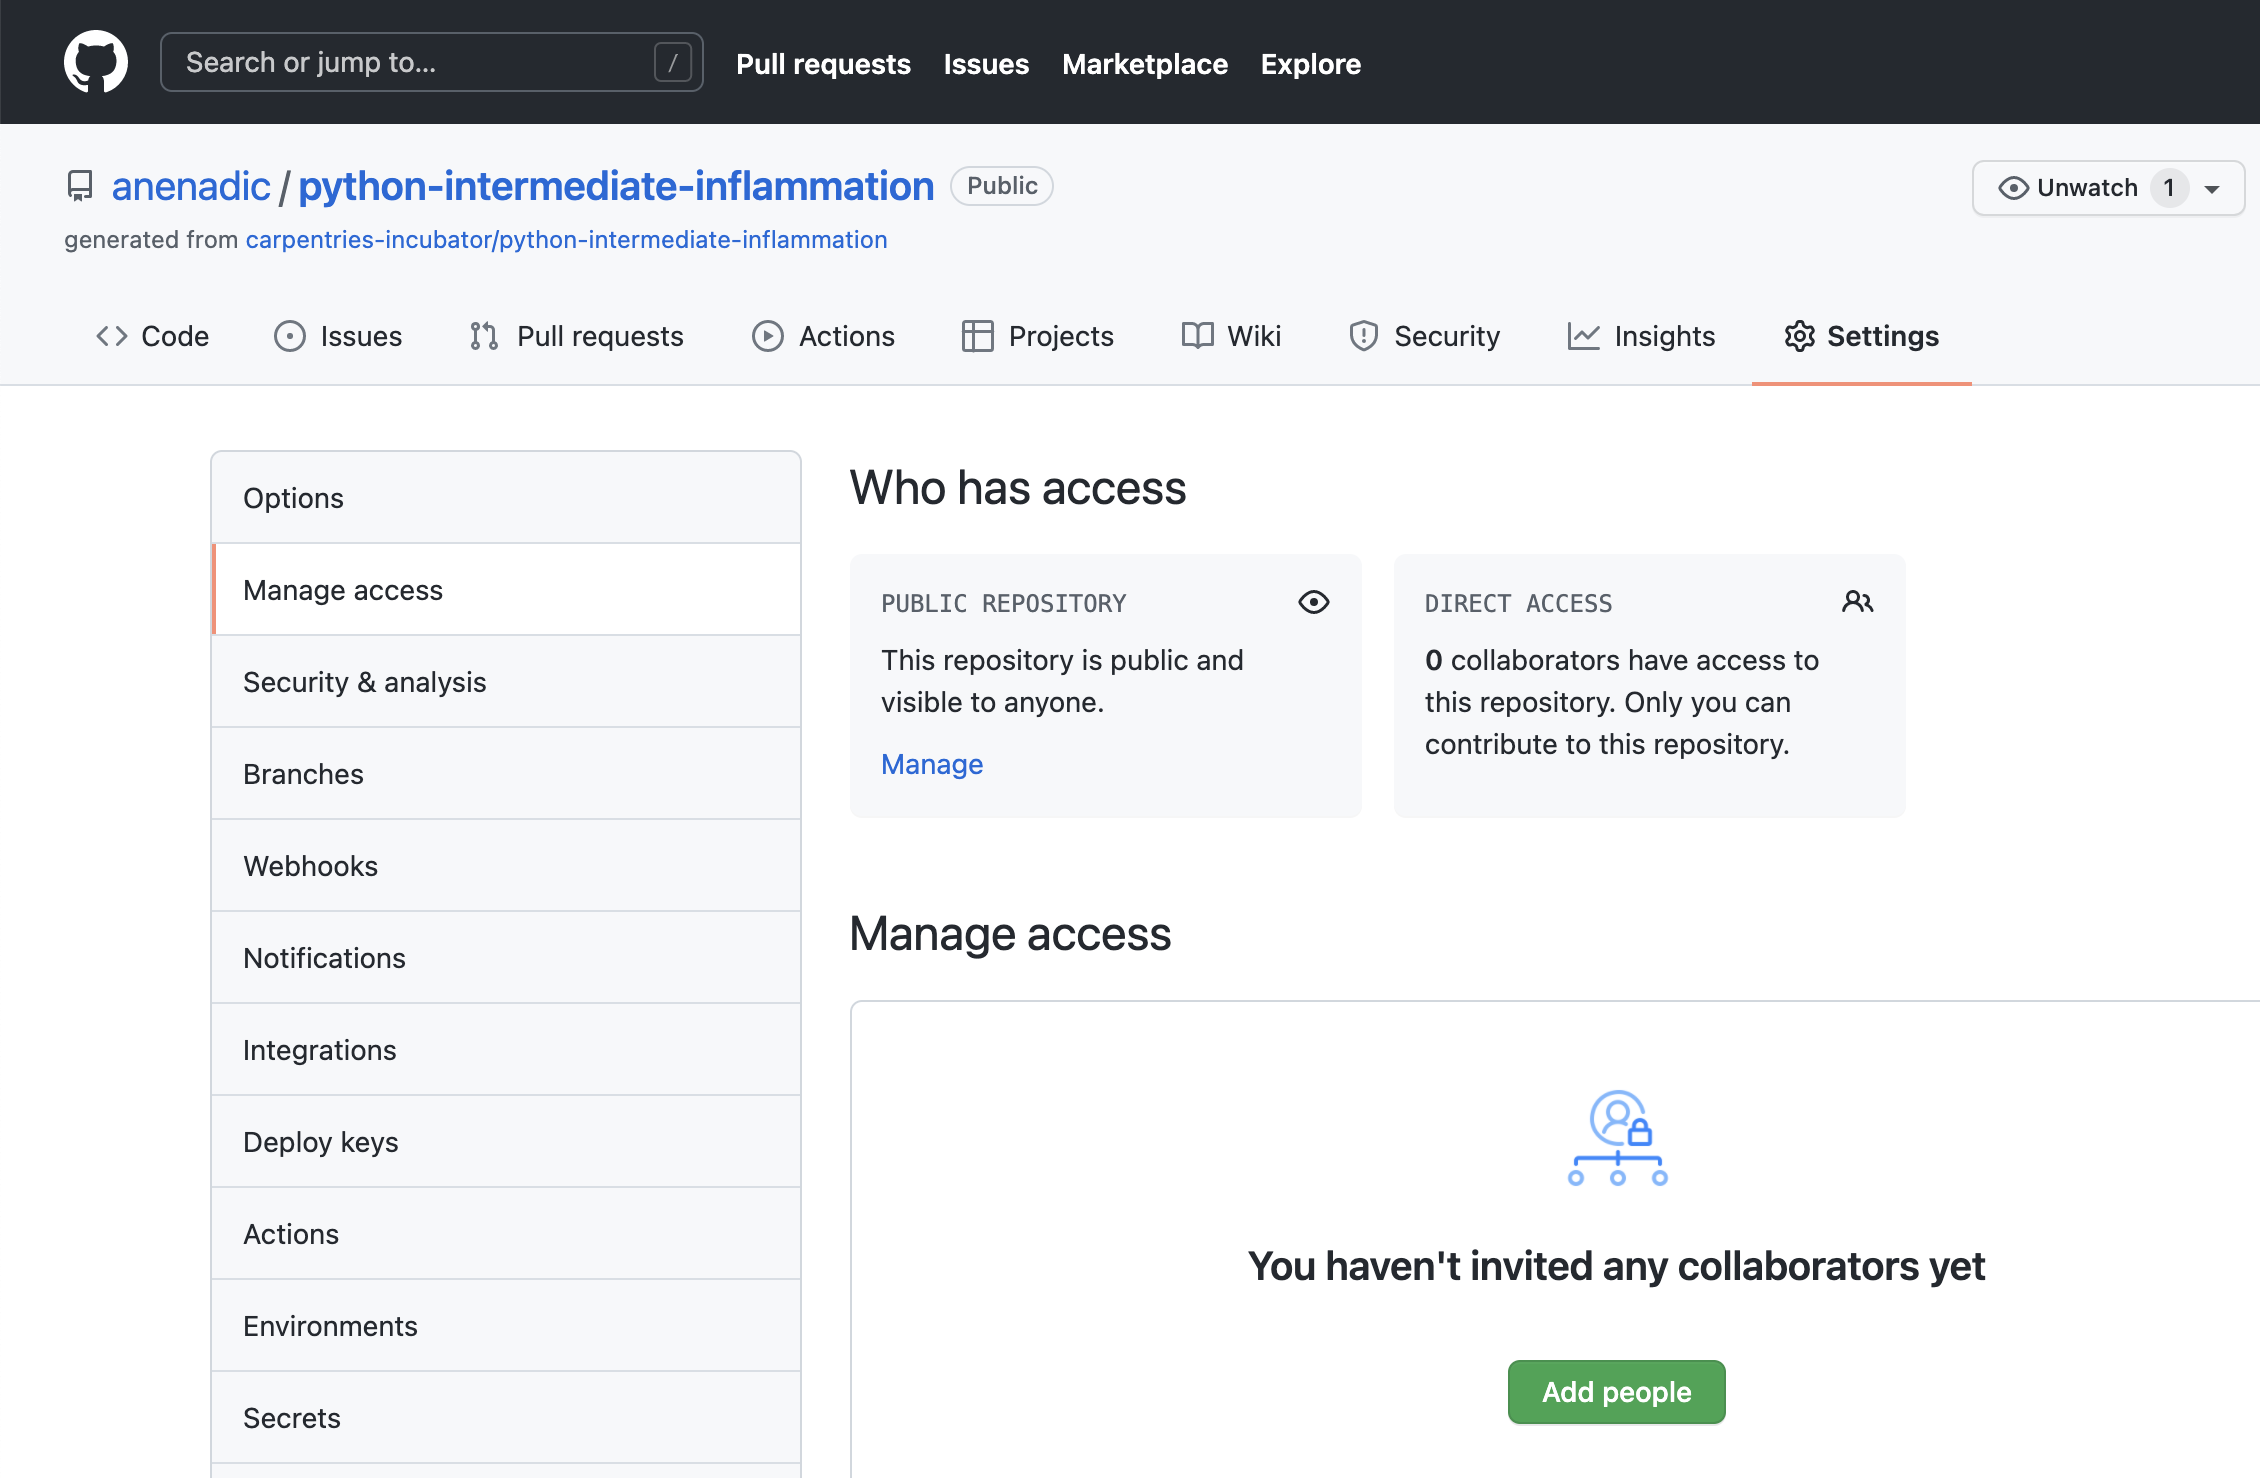 Search or jump to... /
Pull requests Issues Marketplace Explore
anenadic / python-intermediate-inflammation Public
Unwatch 1
generated from carpentries-incubator/python-intermediate-inflammation
Code Issues Pull requests Actions Projects Wiki Security Insights Settings
Options
Manage access
Security & analysis
Branches
Webhooks
Notifications
Integrations
Deploy keys
Actions
Environments
Secrets
Who has access
PUBLIC REPOSITORY
This repository is public and
visible to anyone.
Manage
DIRECT ACCESS
0 collaborators have access to
this repository. Only you can
contribute to this repository.
Manage access
You haven't invited any collaborators yet
Add people